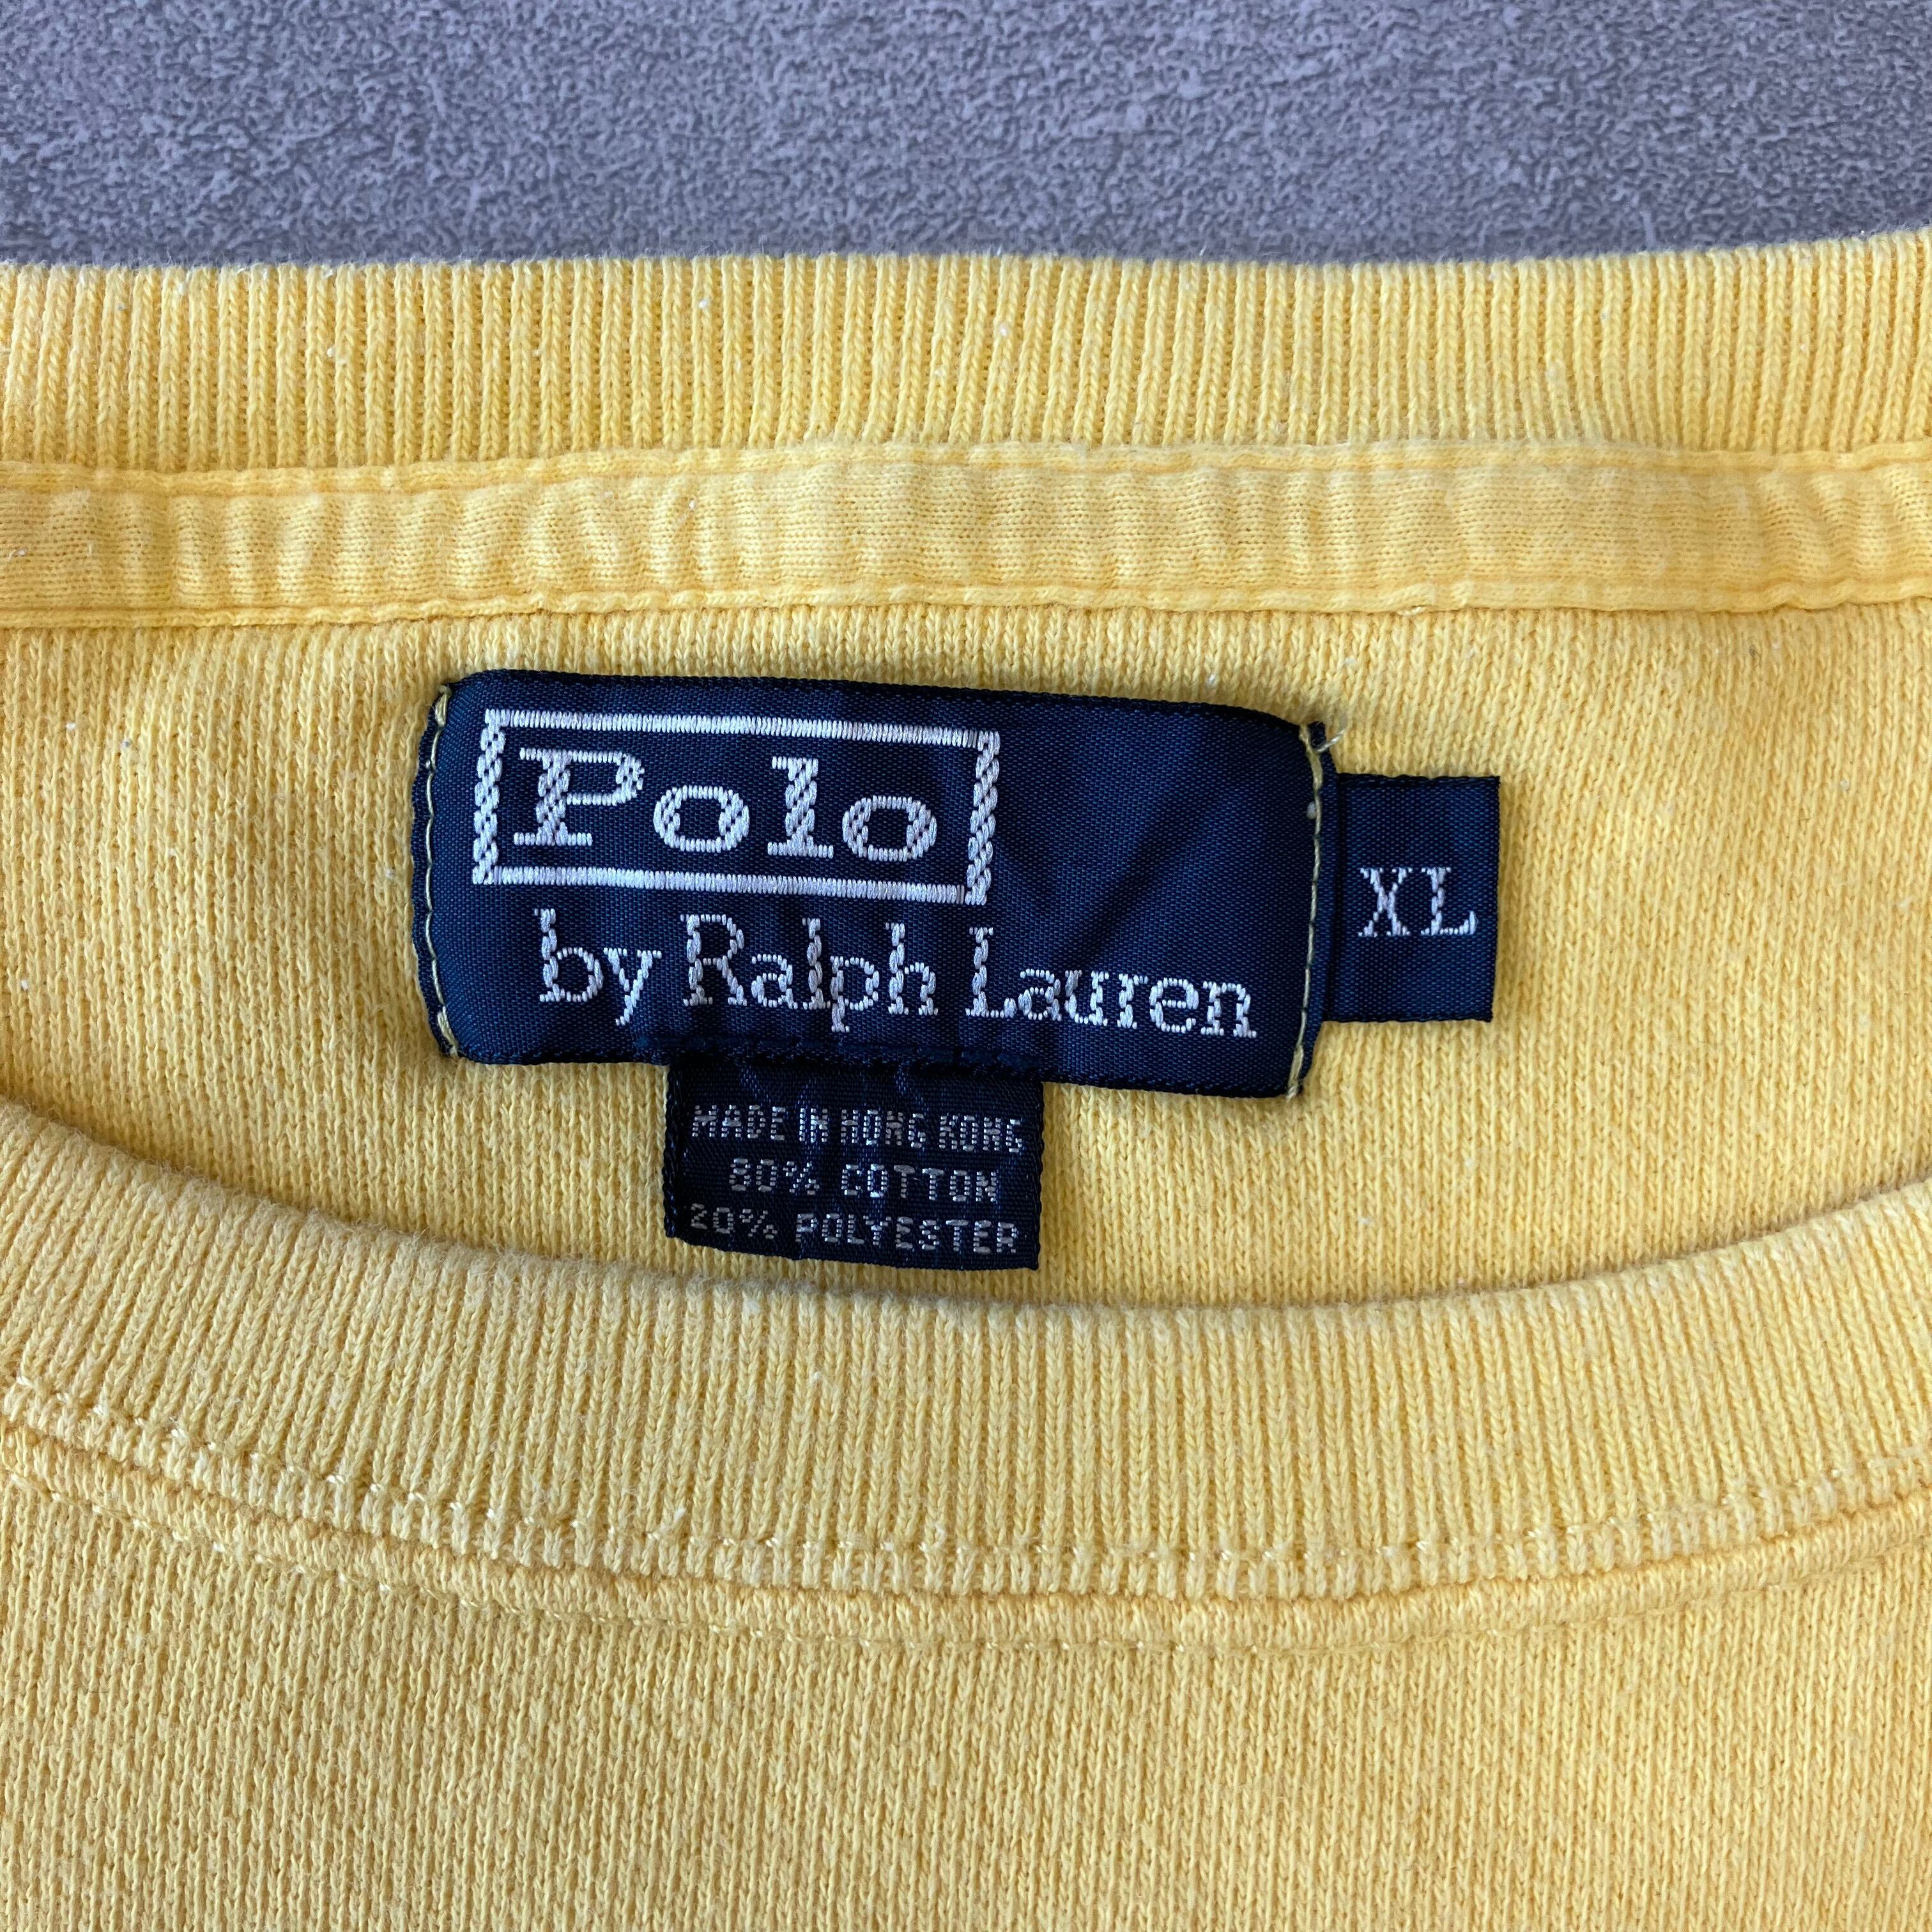 Polo
by Ralph Lauren
XL
MADE IN HONG KONG
80% COTTON
20% POLYESTER